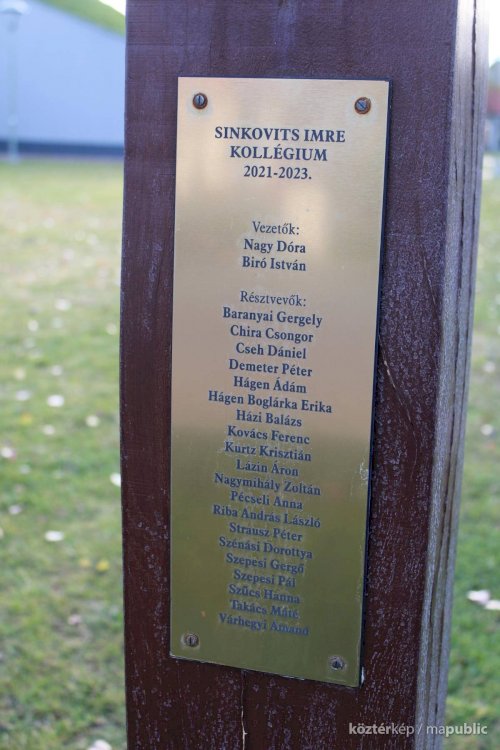 SINKOVITS IMRE
KOLLÉGIUM
2021-2023.
Vezetők:
Nagy Dóra
Biró István
Résztvevők:
Baranyai Gergely
Chira Csongor
Cseh Dániel
Demeter Péter
Hágen Ádám
Hágen Boglárka Erika
Házi Balázs
Kovács Ferenc
Kurtz Krisztián
Lázin Áron
Nagymihály Zoltán
Pécseli Anna
Riba András László
Strausz Péter
Szénási Dorottya
Szepesi Gergő
Szepesi Pál
Szűcs Hanna
Takács Máté
Várhegyi Amand
köztérkép / mapublic